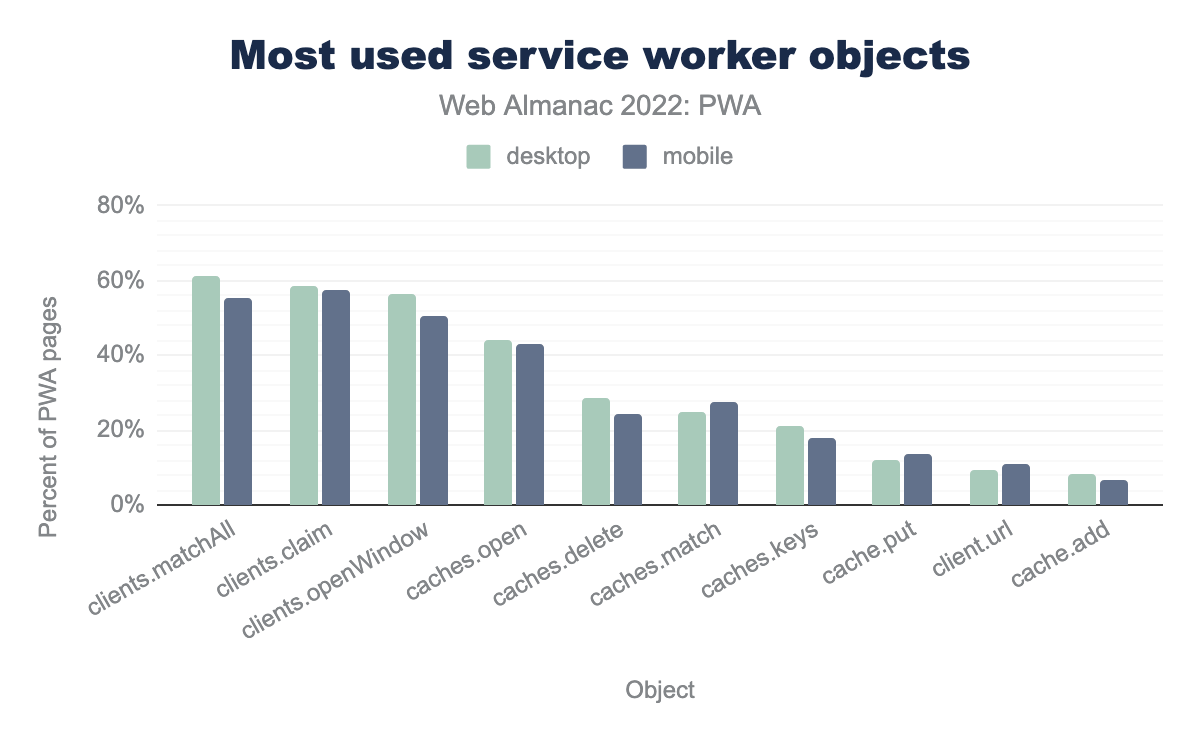 Most used service worker objects
Web Almanac 2022: PWA
desktop
mobile
80%
60%
40%
20%
0%
Percent of PWA pages
clients.matchAll
clients.claim
clients.openWindow
caches.open
caches.delete
caches.match
caches.keys
cache.put
client.url
cache.add
Object